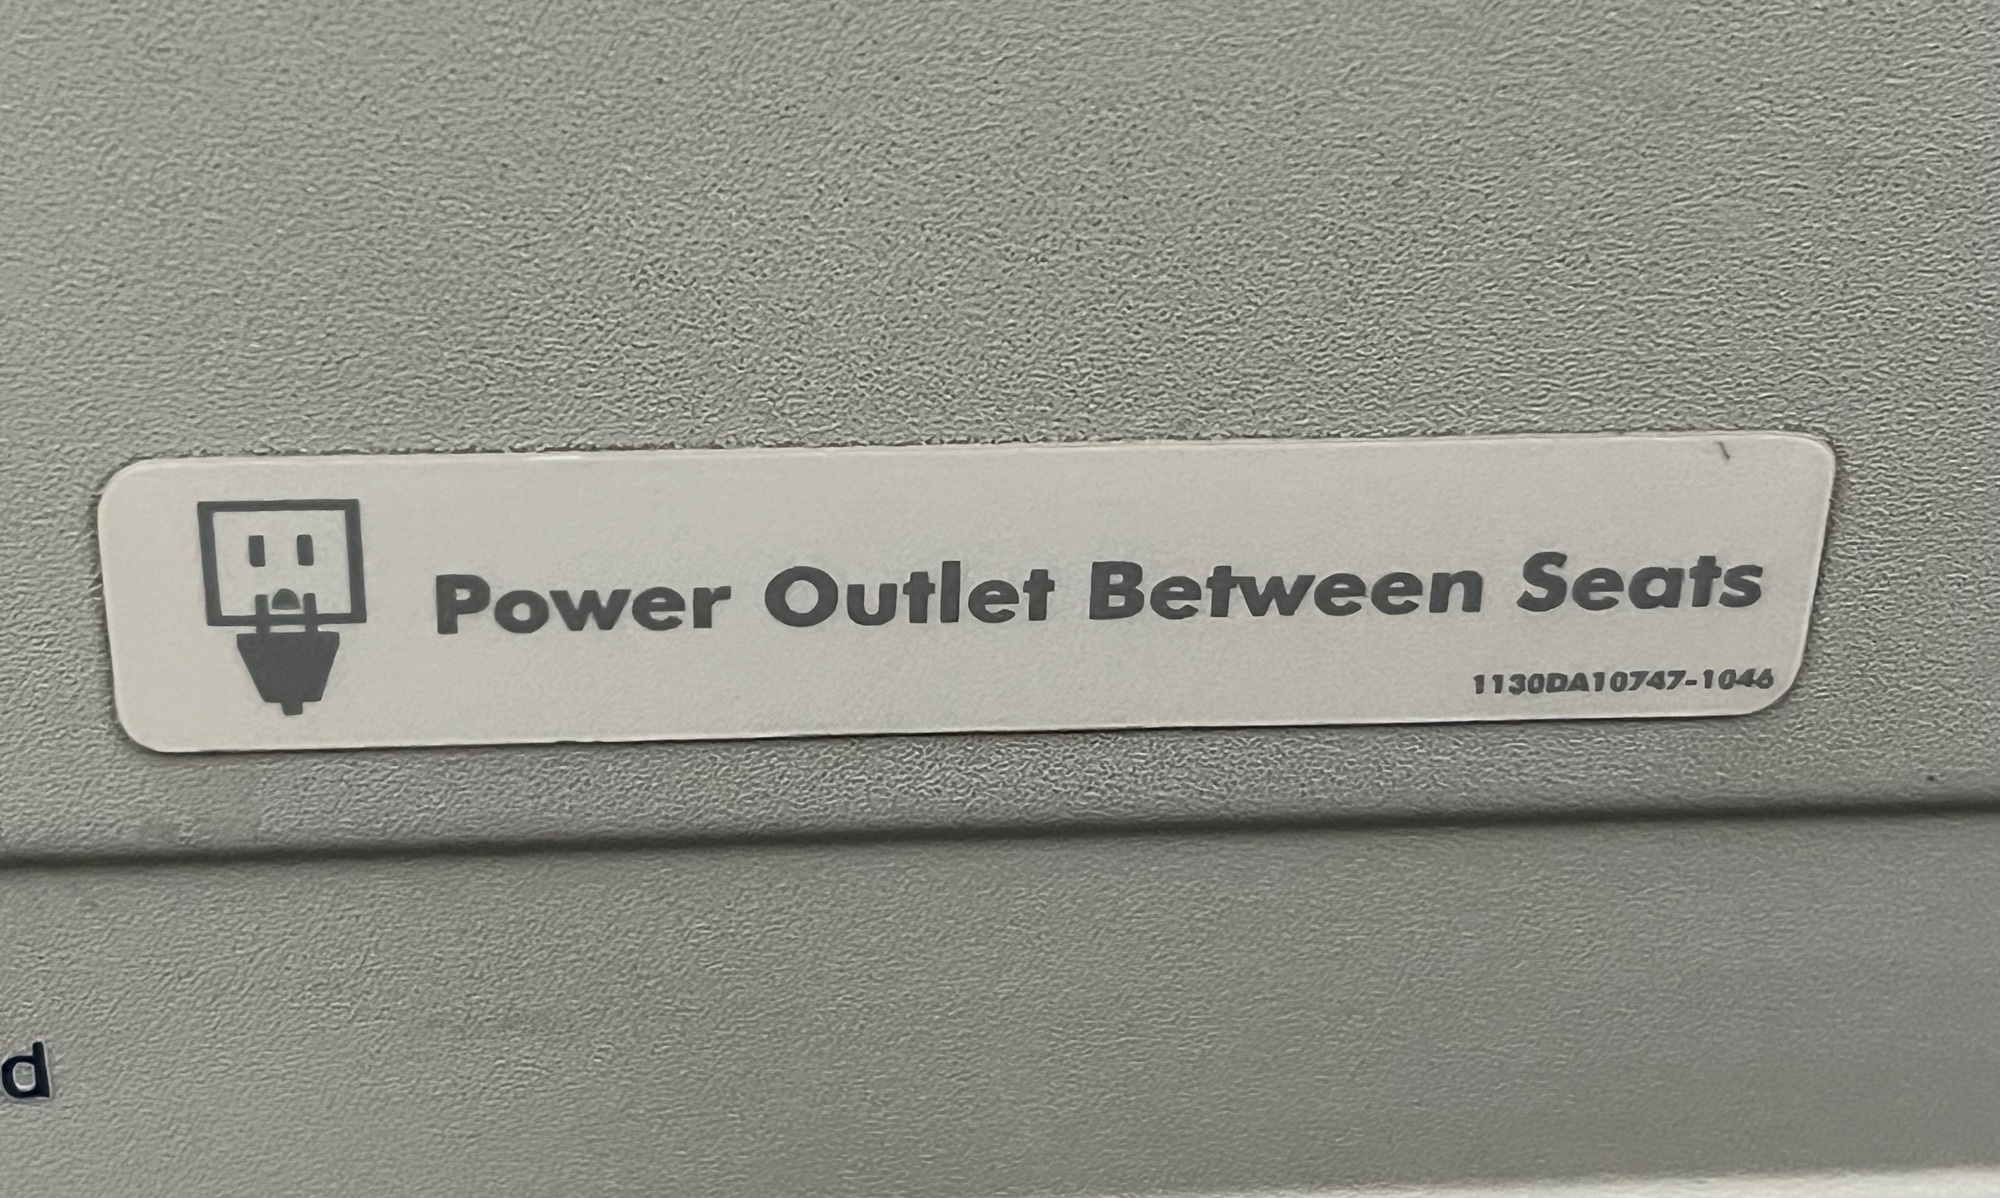 Power Outlet Between Seats
1130DA10747-1046
d